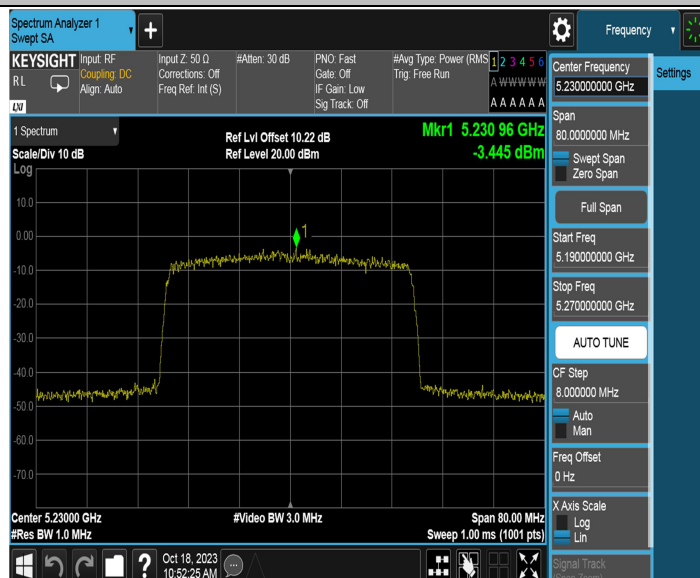 Spectrum Analyzer 1
Swept SA
+
Frequency
KEYSIGHT
Input: RF
Input Z: 50 Ω
#Atten: 30 dB
PNO: Fast
#Avg Type: Power (RMS
1 2 3 4 5 6
R L
Coupling: DC
Corrections: Off
Gate: Off
Trig: Free Run
Align: Auto
Freq Ref: Int (S)
IF Gain: Low
A W W W W W
Sig Track: Off
A A A A A A
LXI
1 Spectrum
Ref Lvl Offset 10.22 dB
Mkr1 5.230 96 GHz
Scale/Div 10 dB
Ref Level 20.00 dBm
-3.445 dBm
Log
10.0
0.00
-10.0
-20.0
-30.0
-40.0
-50.0
-60.0
-70.0
1
Center 5.23000 GHz
#Video BW 3.0 MHz
Span 80.00 MHz
#Res BW 1.0 MHz
Sweep 1.00 ms (1001 pts)
?
Oct 18, 2023
10:52:25 AM
Center Frequency
5.230000000 GHz
Settings
Span
80.0000000 MHz
Swept Span
Zero Span
Full Span
Start Freq
5.190000000 GHz
Stop Freq
5.270000000 GHz
AUTO TUNE
CF Step
8.000000 MHz
Auto
Man
Freq Offset
0 Hz
X Axis Scale
Log
Lin
Signal Track